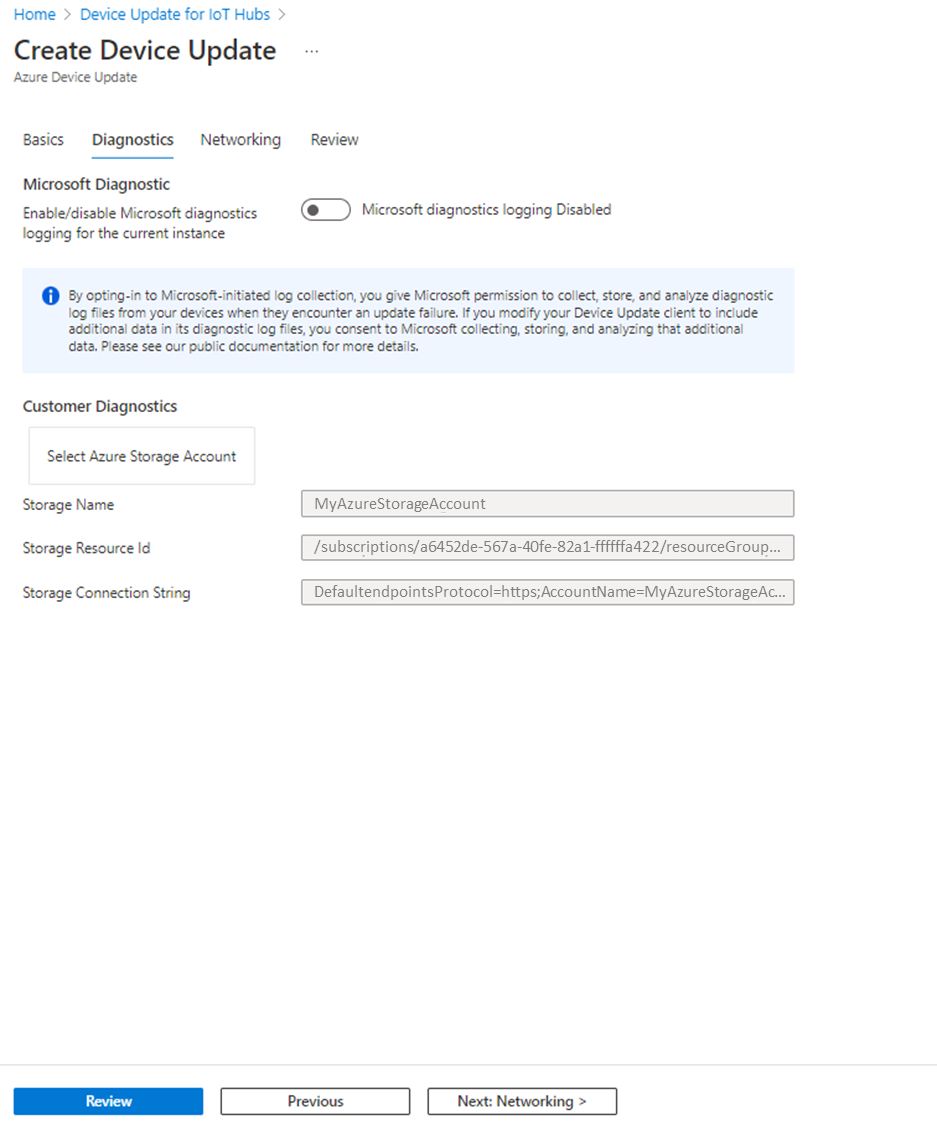 Home > Device Update for IoT Hubs >
Create Device Update ...
Azure Device Update
Basics Diagnostics Networking Review
Microsoft Diagnostic
Enable/disable Microsoft diagnostics
logging for the current instance
Microsoft diagnostics logging Disabled
By opting-in to Microsoft-initiated log collection, you give Microsoft permission to collect, store, and analyze diagnostic
log files from your devices when they encounter an update failure. If you modify your Device Update client to include
additional data in its diagnostic log files, you consent to Microsoft collecting, storing, and analyzing that additional
data. Please see our public documentation for more details.
Customer Diagnostics
Select Azure Storage Account
Storage Name MyAzureStorageAccount
Storage Resource Id /subscriptions/a6452de-567a-40fe-82a1-ffffffa422/resourceGroup...
Storage Connection String DefaultendpointsProtocol=https;AccountName=MyAzureStorageAc...
Review Previous Next: Networking >